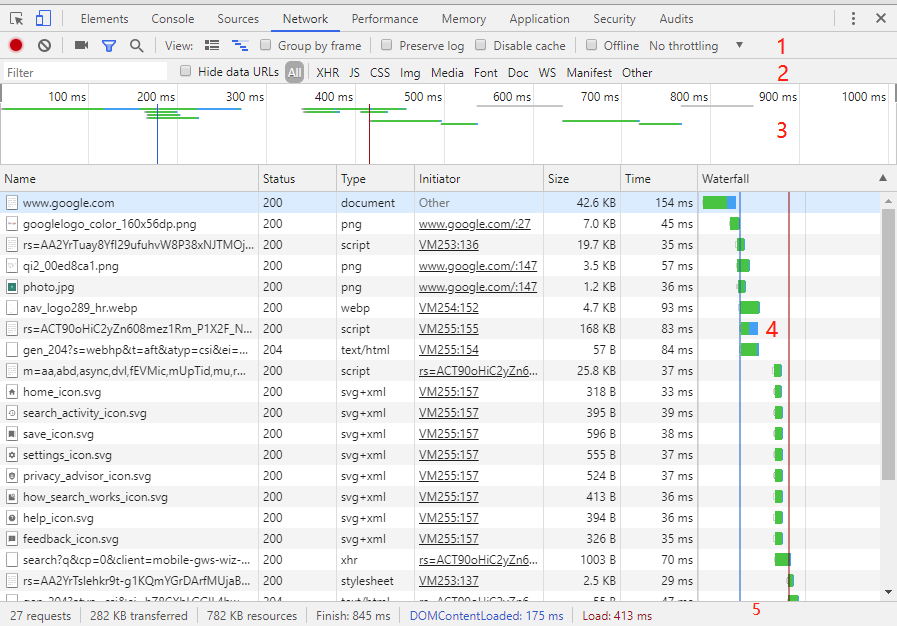 Elements Console Sources Network Performance Memory Application Security Audits
View: Group by frame Preserve log Disable cache Offline No throttling 1
Filter Hide data URLs All XHR JS CSS Img Media Font Doc WS Manifest Other 2
100 ms 200 ms 300 ms 400 ms 500 ms 600 ms 700 ms 800 ms 900 ms 1000 ms
3
Name Status Type Initiator Size Time Waterfall
www.google.com 200 document Other 42.6 KB 154 ms
googlelogo_color_160x56dp.png 200 png www.google.com/:27 7.0 KB 45 ms
rs=AA2YrTuay8Yfl29ufuhvW8P38xNJTMOj... 200 script VM253:136 19.7 KB 35 ms
qi2_00ed8ca1.png 200 png www.google.com/:147 3.5 KB 57 ms
photo.jpg 200 png www.google.com/:147 1.2 KB 36 ms
nav_logo289_hr.webp 200 webp VM254:152 4.7 KB 93 ms
rs=ACT90oHiC2yZn608mez1Rm_P1X2F_N... 200 script VM255:155 168 KB 83 ms 4
gen_204?s=webhp&t=aft&atyp=csi&ei=... 204 text/html VM255:154 57 B 84 ms
m=aa,abd,async,dvl,fEVMic,mUpTid,mu,r... 200 script rs=ACT90oHiC2yZn6... 25.8 KB 37 ms
home_icon.svg 200 svg+xml VM255:157 318 B 33 ms
search_activity_icon.svg 200 svg+xml VM255:157 395 B 39 ms
save_icon.svg 200 svg+xml VM255:157 596 B 38 ms
settings_icon.svg 200 svg+xml VM255:157 555 B 37 ms
privacy_advisor_icon.svg 200 svg+xml VM255:157 524 B 37 ms
how_search_works_icon.svg 200 svg+xml VM255:157 413 B 36 ms
help_icon.svg 200 svg+xml VM255:157 394 B 36 ms
feedback_icon.svg 200 svg+xml VM255:157 326 B 35 ms
search?q&cp=0&client=mobile-gws-wiz-... 200 xhr rs=ACT90oHiC2yZn6... 1003 B 70 ms
rs=AA2YrTslehkr9t-g1KQmYGrDArfMUjaB... 200 stylesheet VM253:137 2.5 KB 29 ms
27 requests 282 KB transferred 782 KB resources Finish: 845 ms DOMContentLoaded: 175 ms Load: 413 ms 5